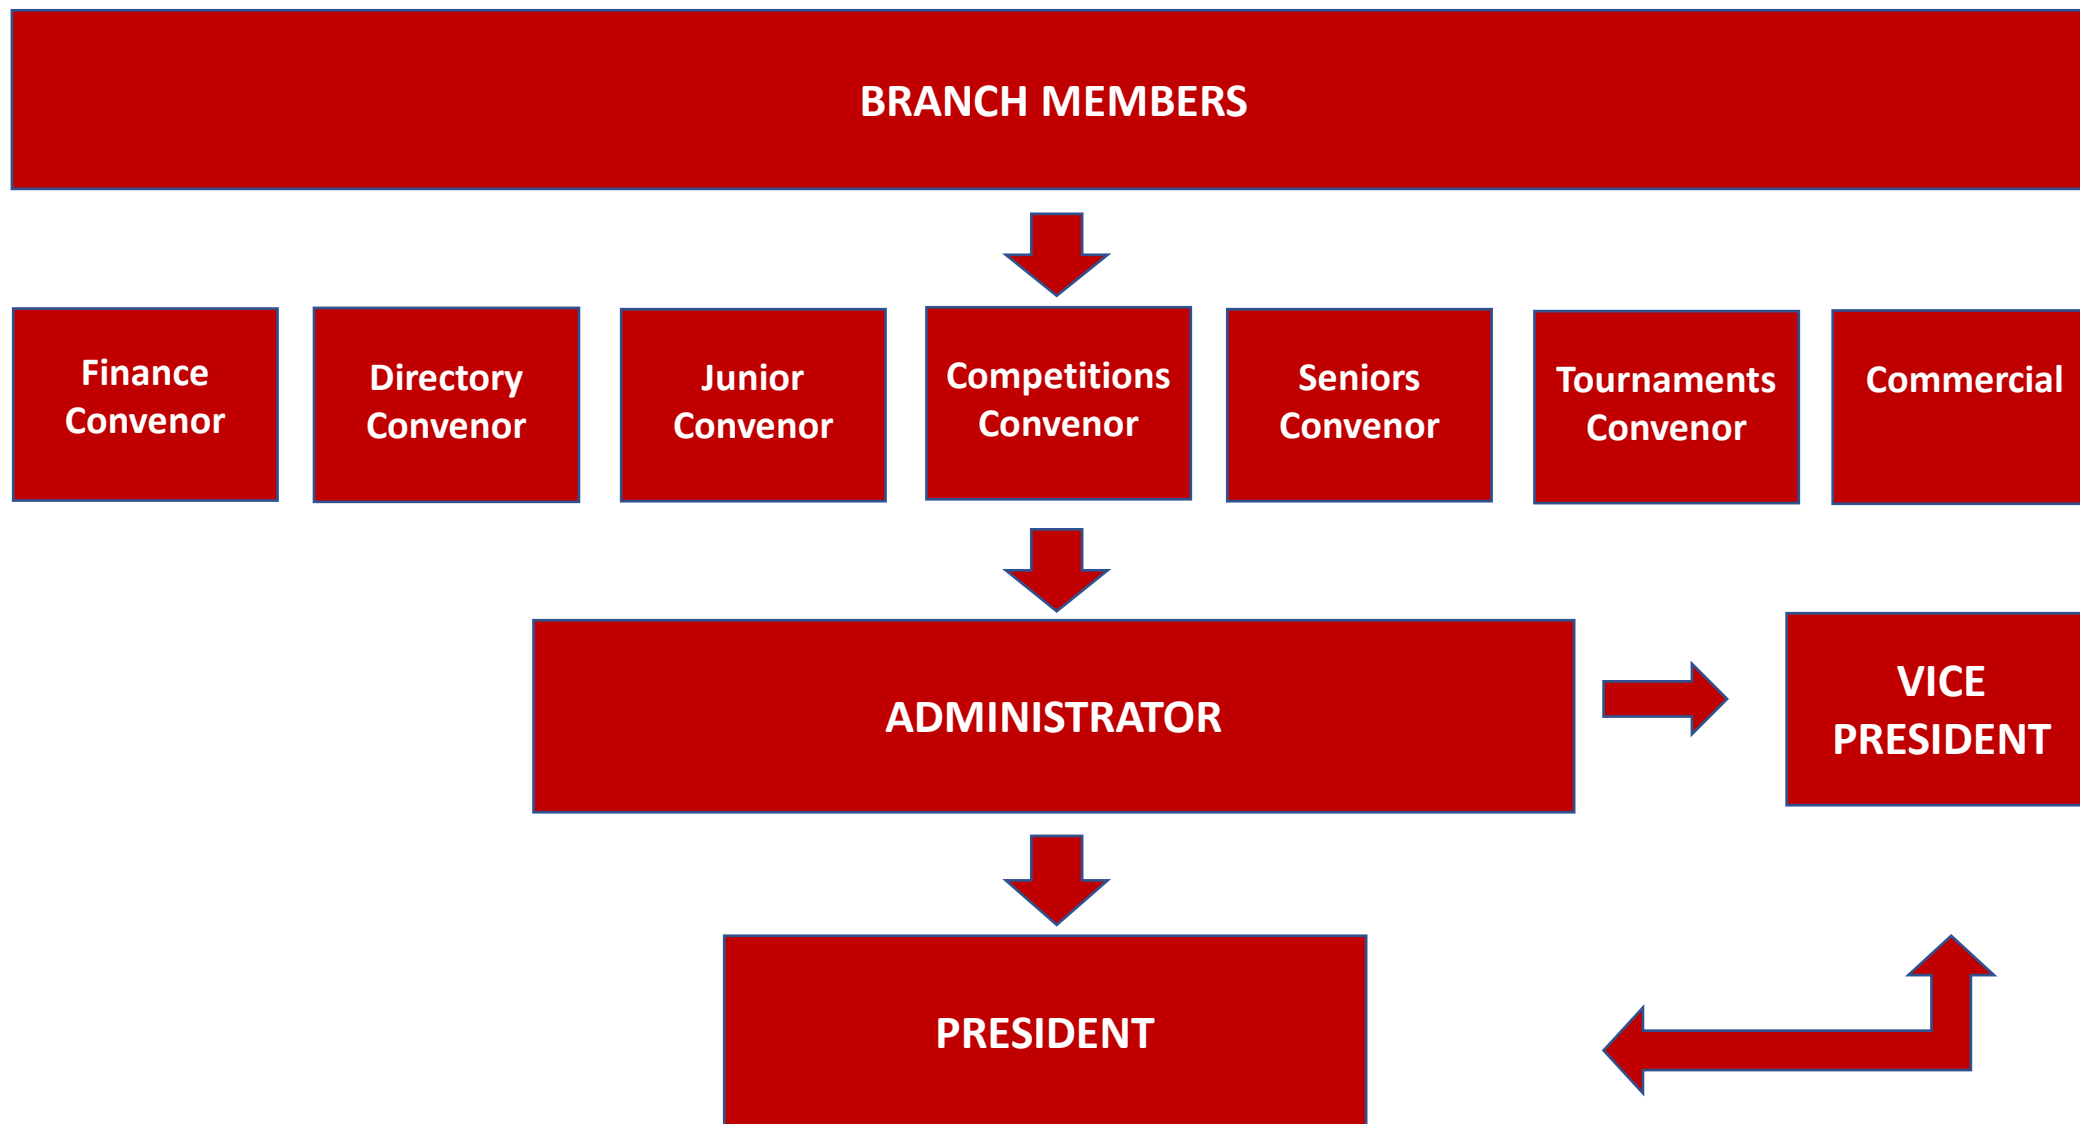 BRANCH MEMBERS
Finance
Convenor
Directory
Convenor
Junior
Convenor
Competitions
Convenor
Seniors
Convenor
Tournaments
Convenor
Commercial
ADMINISTRATOR
VICE
PRESIDENT
PRESIDENT